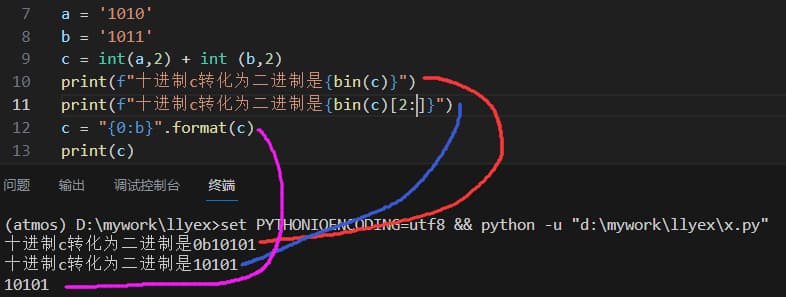 7 a = '1010'
8 b = '1011'
9 c = int(a,2) + int (b,2)
10 print(f"十进制c转化为二进制是{bin(c)}")
11 print(f"十进制c转化为二进制是{bin(c)[2:]}")
12 c = "{0:b}".format(c)
13 print(c)
问题 输出 调试控制台 终端
(atmos) D:\mywork\llyex>set PYTHONIOENCODING=utf8 && python -u "d:\mywork\llyex\x.py"
十进制c转化为二进制是0b10101
十进制c转化为二进制是10101
10101